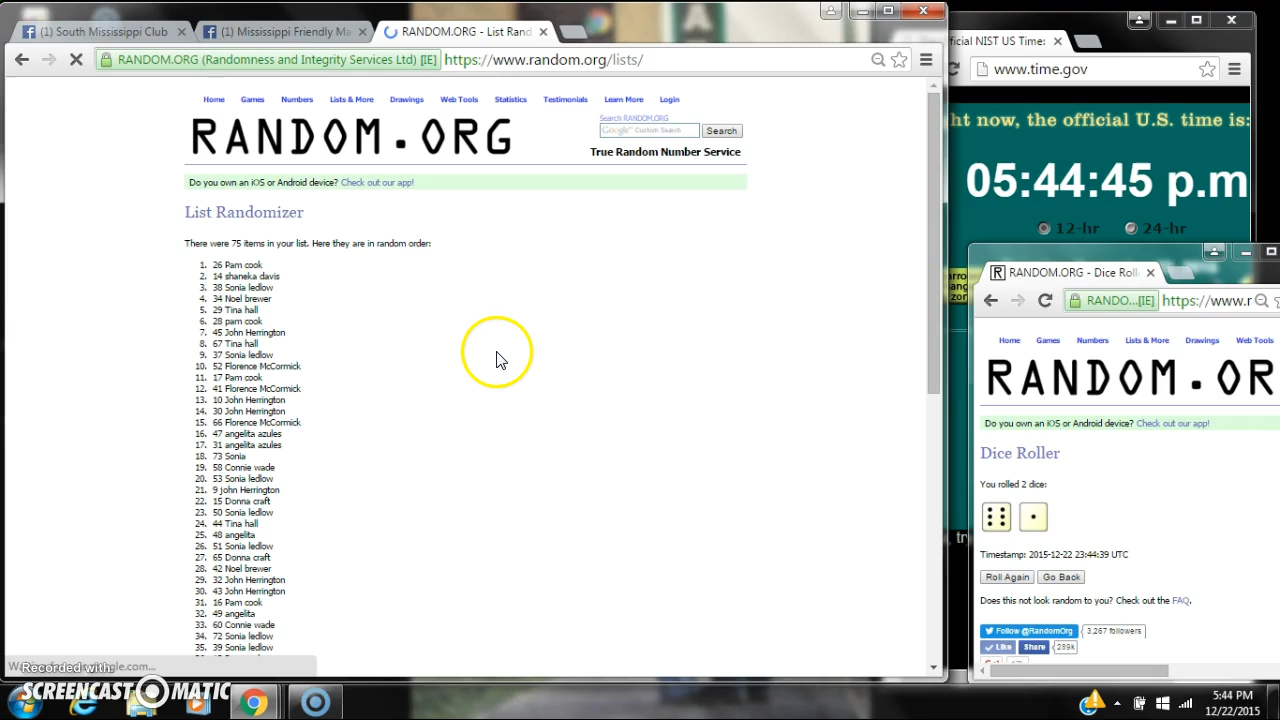 (1) South Mississippi Club
(1) Mississippi Friendly Ma
RANDOM.ORG - List Rand
RANDOM.ORG (Randomness and Integrity Services Ltd) [IE]
https://www.random.org/lists/
Home Games Numbers Lists & More Drawings Web Tools Statistics Testimonials Learn More Login
RANDOM.ORG
Search RANDOM.ORG
Google™ Custom Search
Search
True Random Number Service
Do you own an iOS or Android device? Check out our app!
List Randomizer
There were 75 items in your list. Here they are in random order:
1. 26 Pam cook
2. 14 shaneka davis
3. 38 Sonia ledlow
4. 34 Noel brewer
5. 29 Tina hall
6. 28 pam cook
7. 45 John Herrington
8. 67 Tina hall
9. 37 Sonia ledlow
10. 52 Florence McCormick
11. 17 Pam cook
12. 41 Florence McCormick
13. 10 John Herrington
14. 30 John Herrington
15. 66 Florence McCormick
16. 47 angelita azules
17. 31 angelita azules
18. 73 Sonia
19. 58 Connie wade
20. 53 Sonia ledlow
21. 9 john Herrington
22. 15 Donna craft
23. 50 Sonia ledlow
24. 44 Tina hall
25. 48 angelita
26. 51 Sonia ledlow
27. 65 Donna craft
28. 42 Noel brewer
29. 32 John Herrington
30. 43 John Herrington
31. 16 Pam cook
32. 49 angelita
33. 60 Connie wade
34. 72 Sonia ledlow
35. 39 Sonia ledlow
Recorded with
SCREENCAST MATIC
ficial NIST US Time:
www.time.gov
ht now, the official U.S. time is:
05:44:45 p.m
12-hr 24-hr
RANDOM.ORG - Dice Roll
RANDO...[IE]
https://www.r
Home Games Numbers Lists & More Drawings Web Tools
RANDOM.OR
Do you own an iOS or Android device? Check out our app!
Dice Roller
You rolled 2 dice:
Timestamp: 2015-12-22 23:44:39 UTC
Roll Again Go Back
Does this not look random to you? Check out the FAQ.
Follow @RandomOrg 3,267 followers
Like Share 289k
5:44 PM
12/22/2015